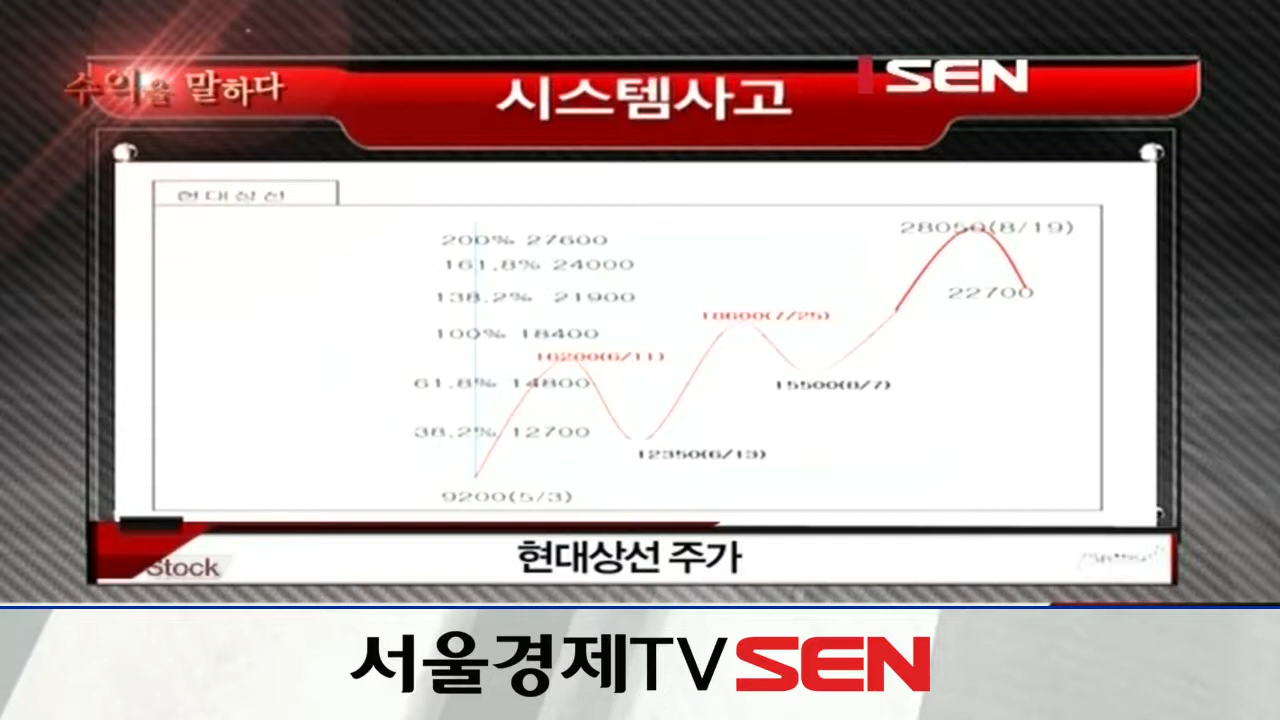 수익을 말하다
시스템사고
SEN
현대상선
200% 27600
161.8% 24000
138.2% 21900
100% 18400
61.8% 14800
38.2% 12700
9200(5/3)
16200(6/11)
12350(6/13)
18600(7/25)
15500(8/7)
28050(8/19)
22700
현대상선 주가
Stock
서울경제TV SEN